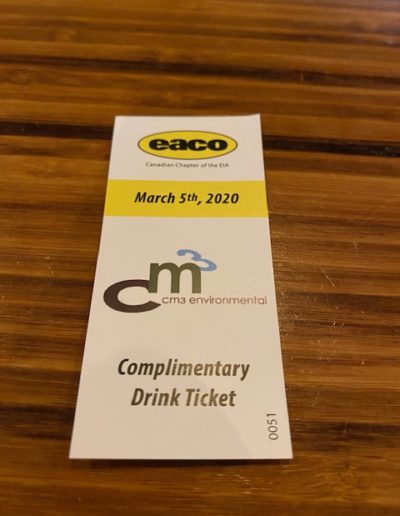 eaco
Canadian Chapter of the EIA
March 5th, 2020
cm3
cm3 environmental
Complimentary
Drink Ticket
0051